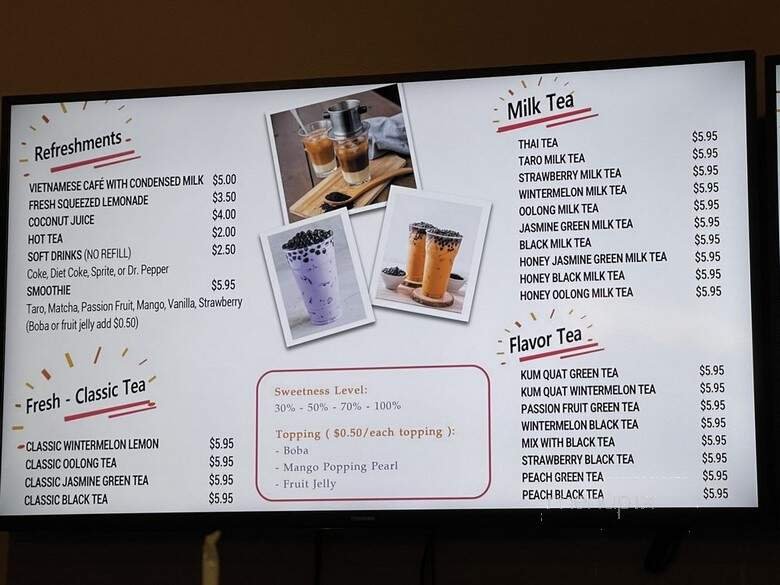 Refreshments
VIETNAMESE CAFÉ WITH CONDENSED MILK $5.00
FRESH SQUEEZED LEMONADE $3.50
COCONUT JUICE $4.00
HOT TEA $2.00
SOFT DRINKS (NO REFILL) $2.50
Coke, Diet Coke, Sprite, or Dr. Pepper
SMOOTHIE $5.95
Taro, Matcha, Passion Fruit, Mango, Vanilla, Strawberry
(Boba or fruit jelly add $0.50)
Fresh - Classic Tea
CLASSIC WINTERMELON LEMON $5.95
CLASSIC OOLONG TEA $5.95
CLASSIC JASMINE GREEN TEA $5.95
CLASSIC BLACK TEA $5.95
Sweetness Level:
30% - 50% - 70% - 100%
Topping ( $0.50/each topping ):
- Boba
- Mango Popping Pearl
- Fruit Jelly
Milk Tea
THAI TEA $5.95
TARO MILK TEA $5.95
STRAWBERRY MILK TEA $5.95
WINTERMELON MILK TEA $5.95
OOLONG MILK TEA $5.95
JASMINE GREEN MILK TEA $5.95
BLACK MILK TEA $5.95
HONEY JASMINE GREEN MILK TEA $5.95
HONEY BLACK MILK TEA $5.95
HONEY OOLONG MILK TEA $5.95
Flavor Tea
KUM QUAT GREEN TEA $5.95
KUM QUAT WINTERMELON TEA $5.95
PASSION FRUIT GREEN TEA $5.95
WINTERMELON BLACK TEA $5.95
MIX WITH BLACK TEA $5.95
STRAWBERRY BLACK TEA $5.95
PEACH GREEN TEA $5.95
PEACH BLACK TEA $5.95